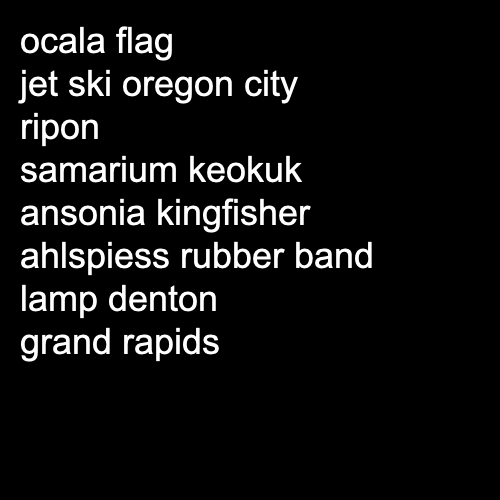 ocala flag
jet ski oregon city
ripon
samarium keokuk
ansonia kingfisher
ahlspiess rubber band
lamp denton
grand rapids